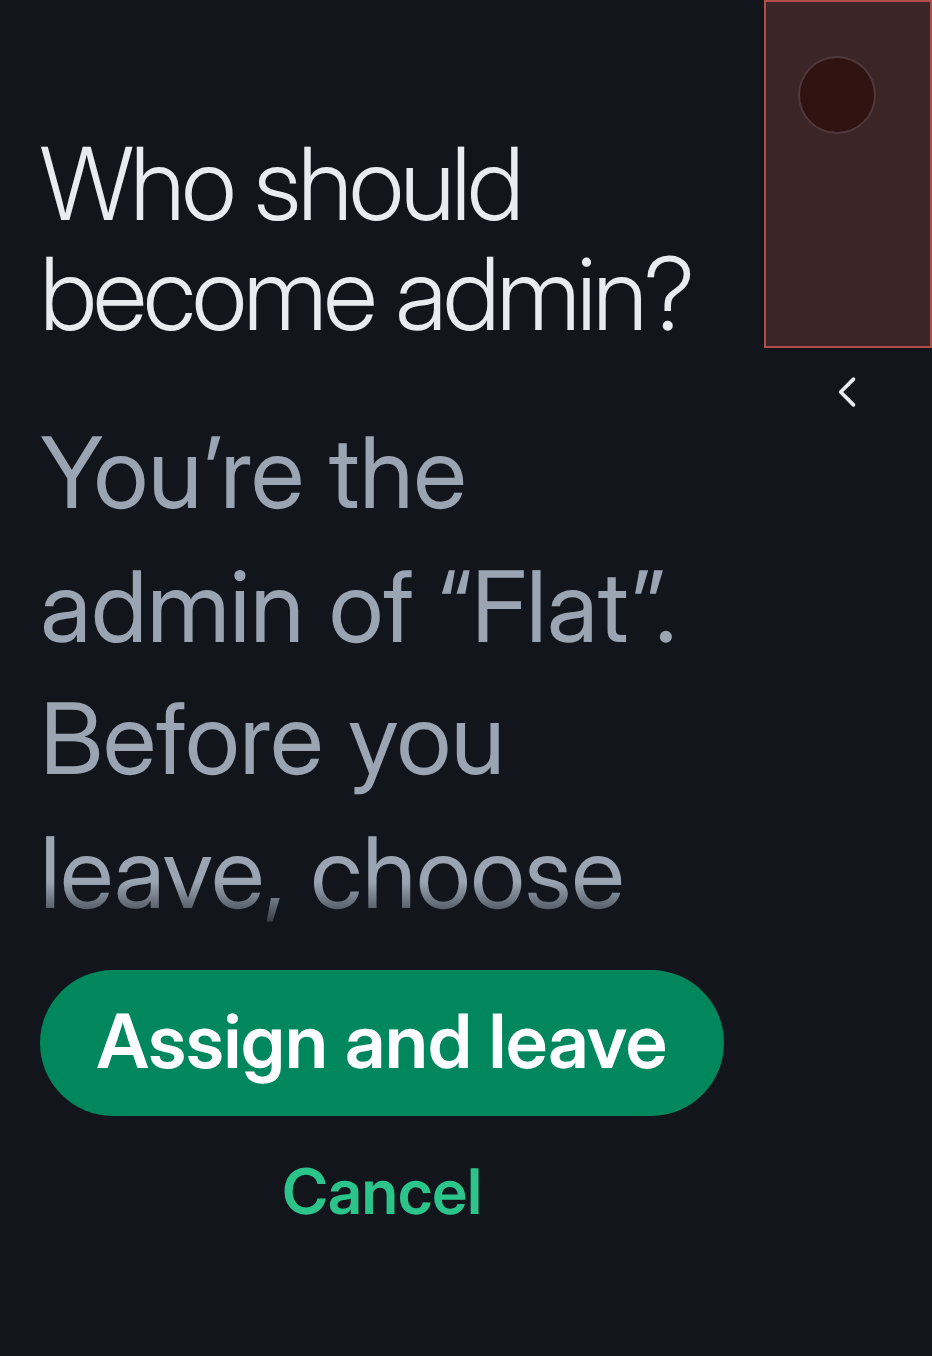 Who should
become admin?
You’re the
admin of “Flat”.
Before you
leave, choose
Assign and leave
Cancel